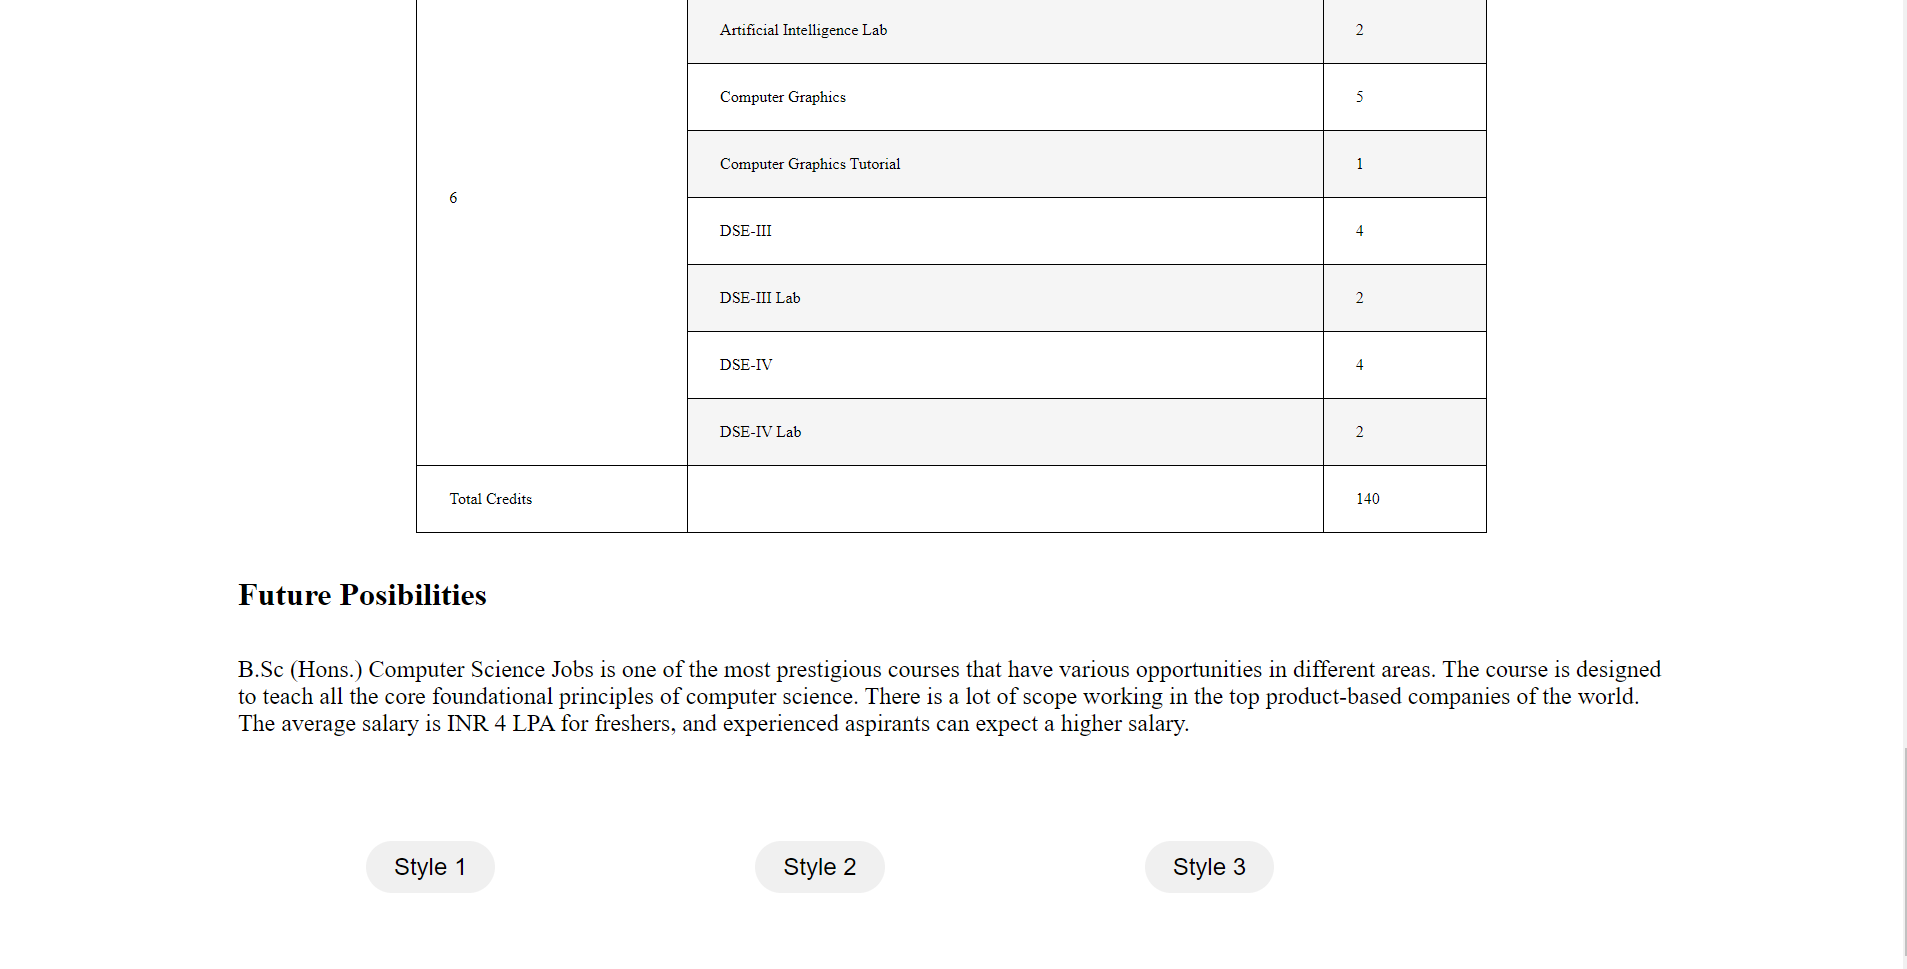 Artificial Intelligence Lab 2
Computer Graphics 5
Computer Graphics Tutorial 1
6
DSE-III 4
DSE-III Lab 2
DSE-IV 4
DSE-IV Lab 2
Total Credits 140
Future Posibilities
B.Sc (Hons.) Computer Science Jobs is one of the most prestigious courses that have various opportunities in different areas. The course is designed
to teach all the core foundational principles of computer science. There is a lot of scope working in the top product-based companies of the world.
The average salary is INR 4 LPA for freshers, and experienced aspirants can expect a higher salary.
Style 1 Style 2 Style 3